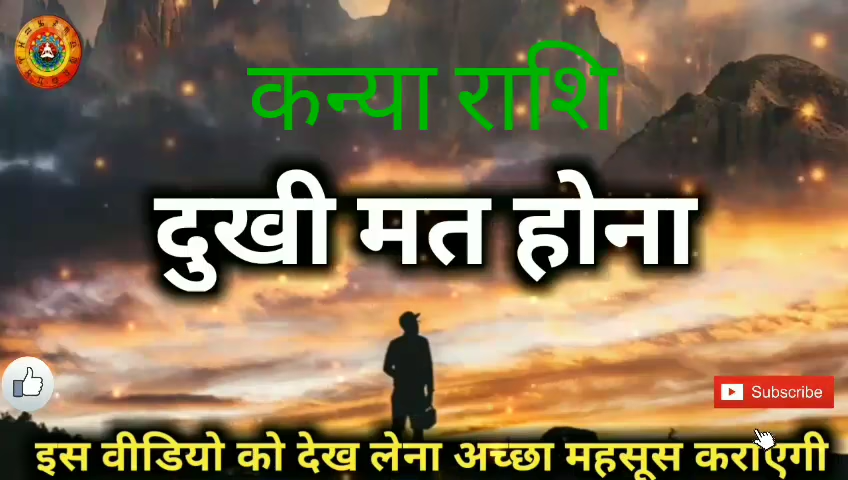 कन्या राशि
दुखी मत होना
Subscribe
इस वीडियो को देख लेना अच्छा महसूस कराएगी